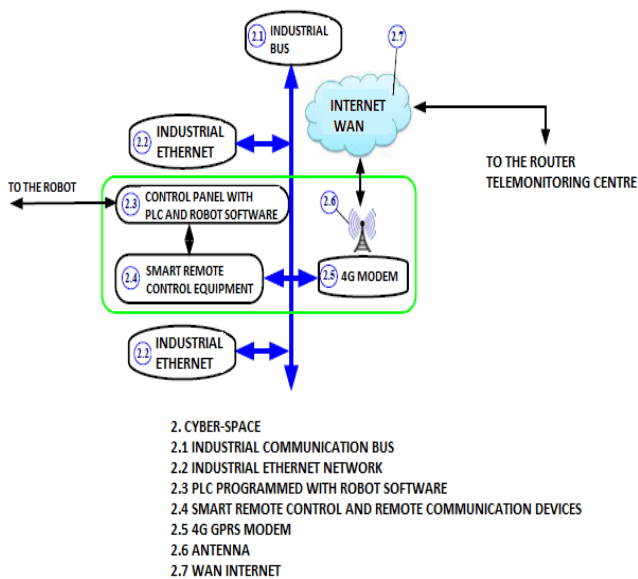 2.1 INDUSTRIAL
BUS
2.7
INTERNET
WAN
2.2 INDUSTRIAL
ETHERNET
TO THE ROUTER
TELEMONITORING CENTRE
TO THE ROBOT
2.3 CONTROL PANEL WITH
PLC AND ROBOT SOFTWARE
2.6
2.4 SMART REMOTE
CONTROL EQUIPMENT
2.5 4G MODEM
2.2 INDUSTRIAL
ETHERNET
2. CYBER-SPACE
2.1 INDUSTRIAL COMMUNICATION BUS
2.2 INDUSTRIAL ETHERNET NETWORK
2.3 PLC PROGRAMMED WITH ROBOT SOFTWARE
2.4 SMART REMOTE CONTROL AND REMOTE COMMUNICATION DEVICES
2.5 4G GPRS MODEM
2.6 ANTENNA
2.7 WAN INTERNET